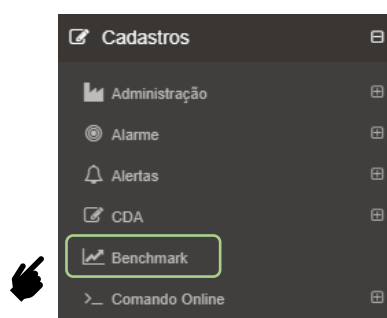 Cadastros
Administração
Alarme
Alertas
CDA
Benchmark
Comando Online